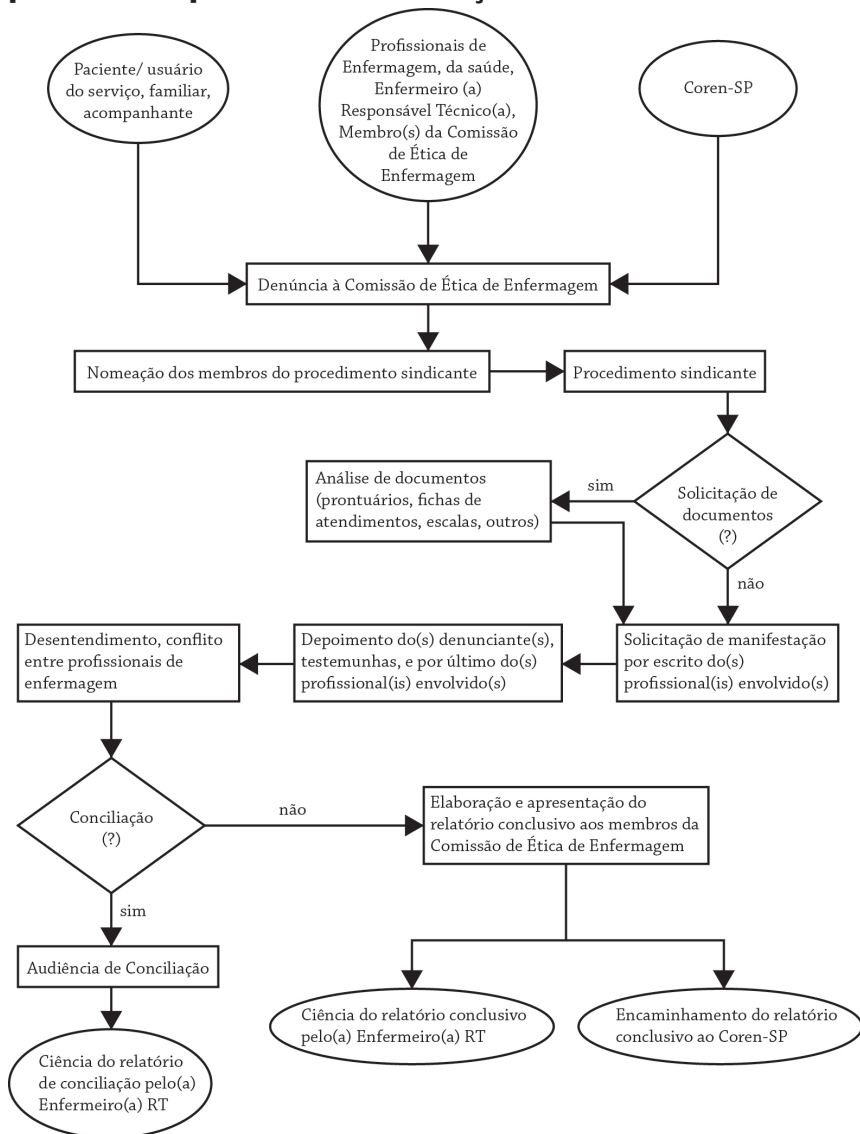 Paciente/ usuário
do serviço, familiar,
acompanhante
Profissionais de
Enfermagem, da saúde,
Enfermeiro (a)
Responsável Técnico(a),
Membro(s) da Comissão
de Ética de
Enfermagem
Coren-SP
Denúncia à Comissão de Ética de Enfermagem
Nomeação dos membros do procedimento sindicante
Procedimento sindicante
Solicitação de
documentos
(?)
sim
Análise de documentos
(prontuários, fichas de
atendimentos, escalas, outros)
não
Solicitação de manifestação
por escrito do(s)
profissional(is) envolvido(s)
Depoimento do(s) denunciante(s),
testemunhas, e por último do(s)
profissional(is) envolvido(s)
Desentendimento, conflito
entre profissionais de
enfermagem
Conciliação
(?)
não
Elaboração e apresentação do
relatório conclusivo aos membros da
Comissão de Ética de Enfermagem
sim
Audiência de Conciliação
Ciência do relatório
de conciliação pelo(a)
Enfermeiro(a) RT
Ciência do relatório conclusivo
pelo(a) Enfermeiro(a) RT
Encaminhamento do relatório
conclusivo ao Coren-SP